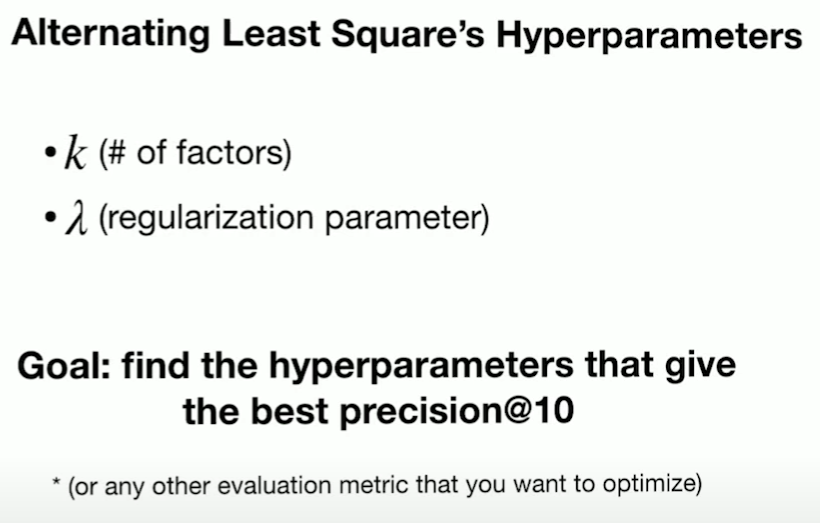 Alternating Least Square's Hyperparameters
• k (# of factors)
• λ (regularization parameter)
Goal: find the hyperparameters that give
the best precision@10
* (or any other evaluation metric that you want to optimize)